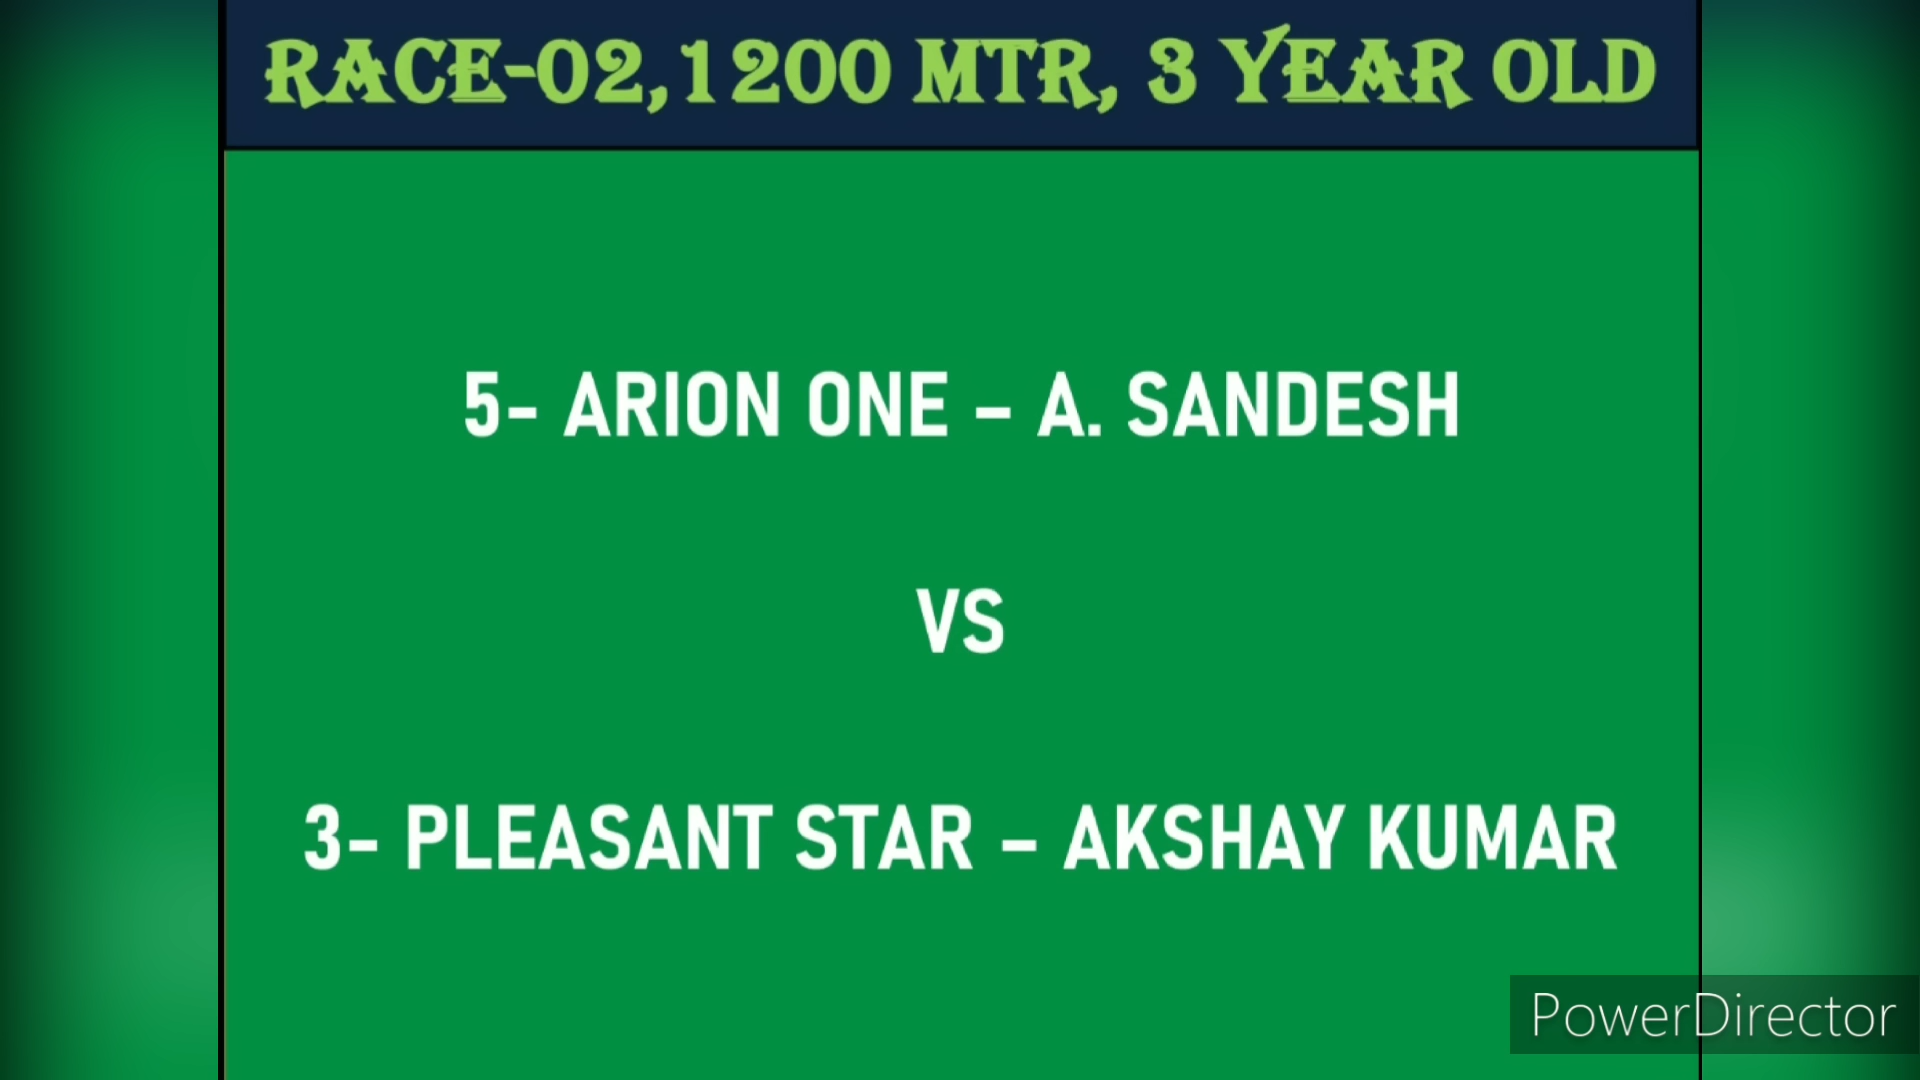 RACE-02,1200 MTR, 3 YEAR OLD
5- ARION ONE – A. SANDESH
VS
3- PLEASANT STAR – AKSHAY KUMAR
PowerDirector